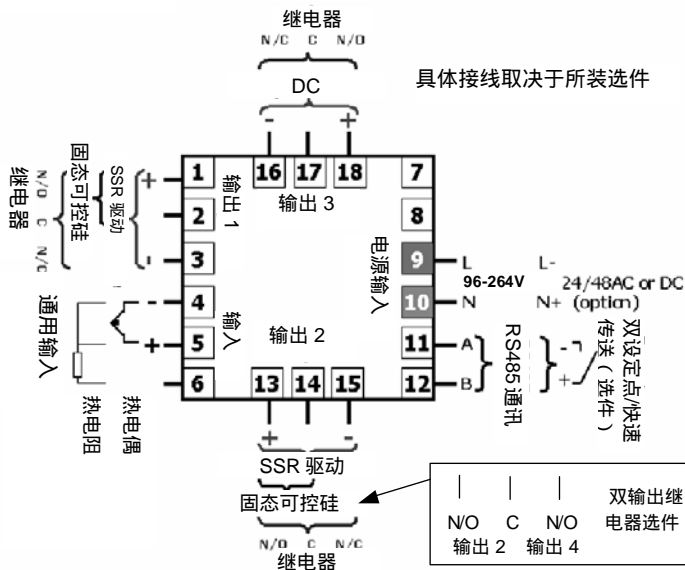 继电器
N/C C N/O
DC
- +
具体接线取决于所装选件
16 17 18
输出 3
继电器
N/O C N/C
固态可控硅
SSR 驱动
+
-
1
2
3
输出 1
7
8
9
10
电源输入
L
96-264V
N
L-
24/48AC or DC
N+ (option)
通用输入
热电阻
热电偶
-
+
4
5
6
输入
输出 2
11
12
A
B
RS485 通讯
-
+
双设定点/快速
传送（选件）
13 14 15
+ -
SSR 驱动
固态可控硅
N/O C N/C
继电器
双输出继
N/O C N/O 电器选件
输出 2 输出 4